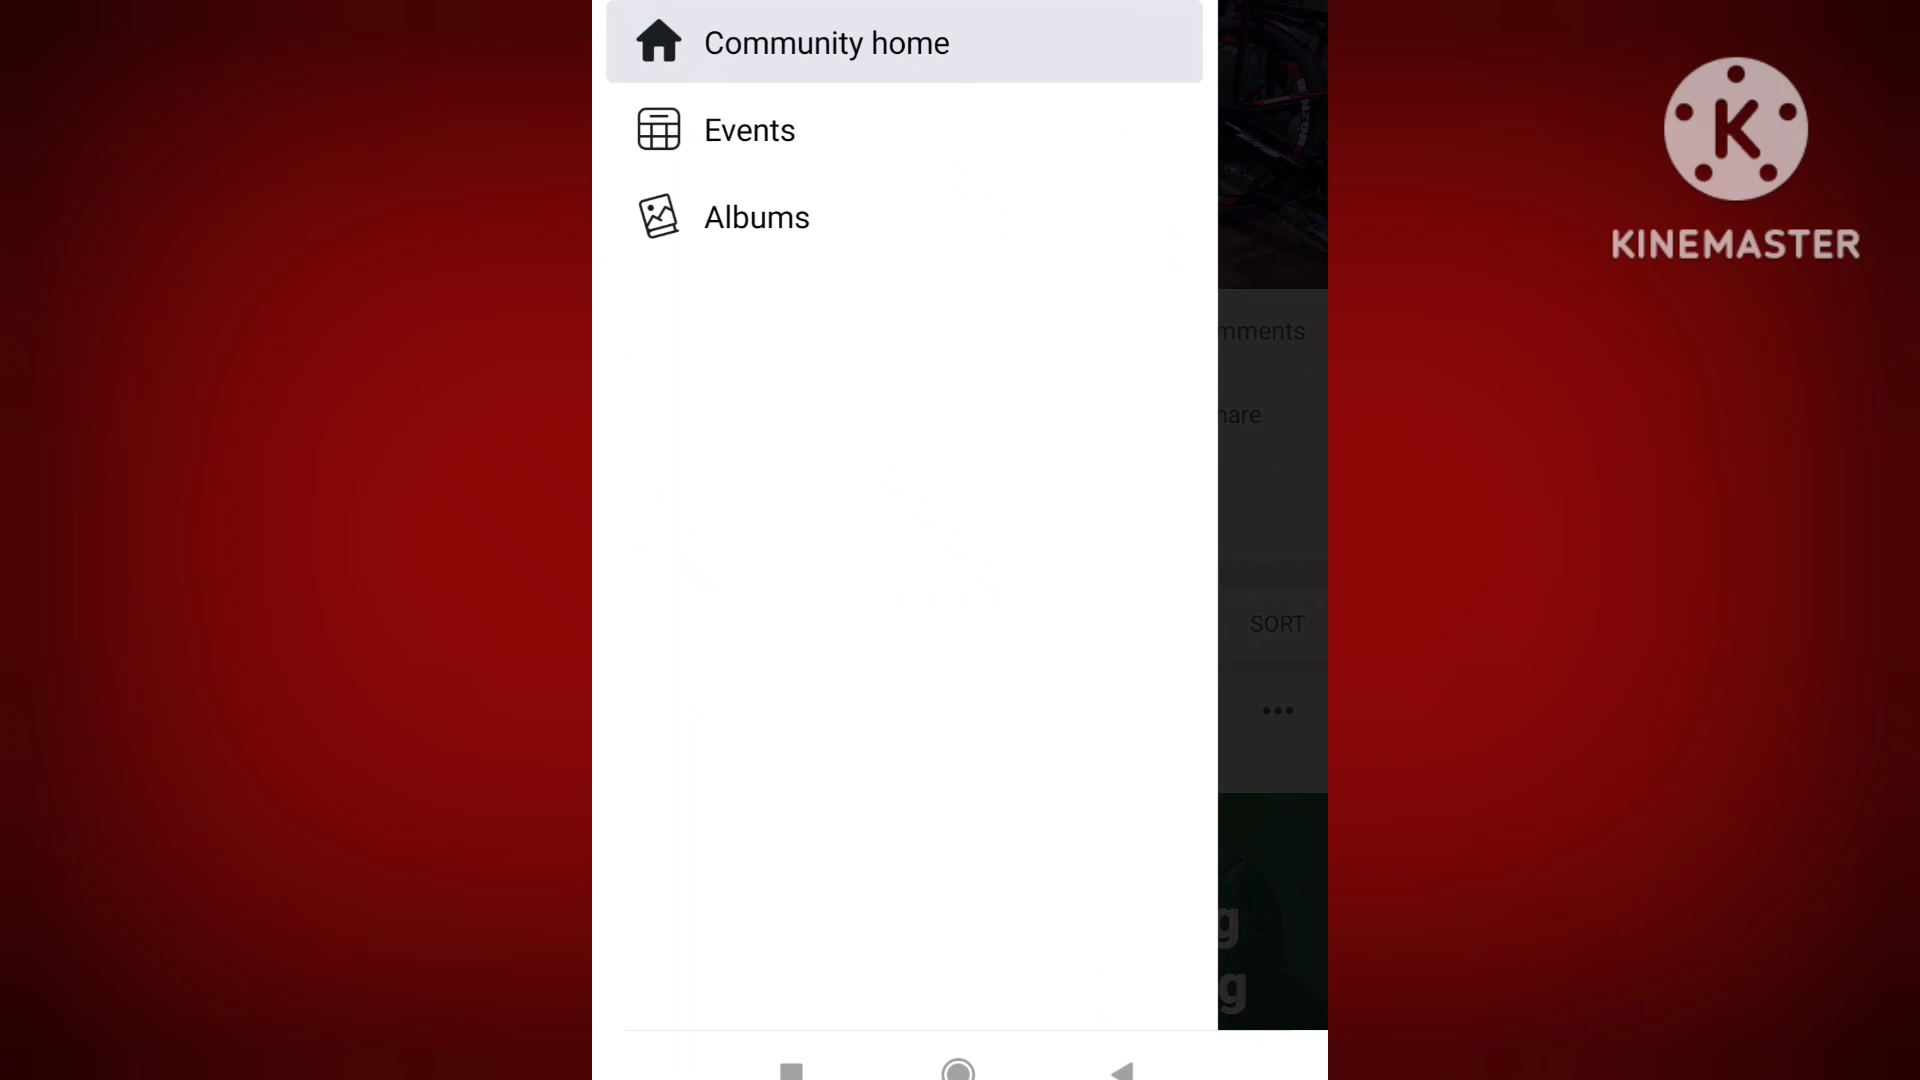 Community home
Events
Albums
K
KINEMASTER
mments
hare
SORT
g
g